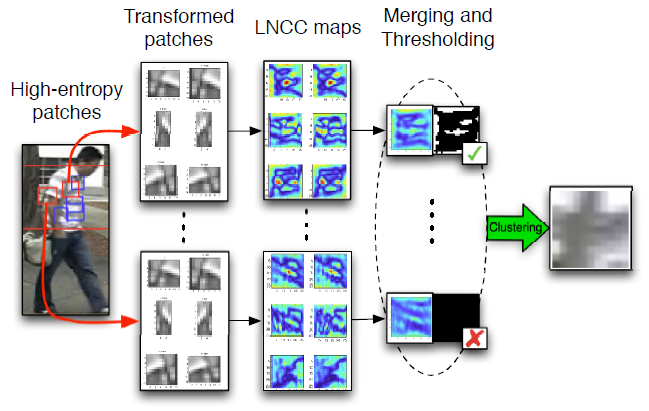 Transformed
patches
LNCC maps
Merging and
Thresholding
High-entropy
patches
Clustering